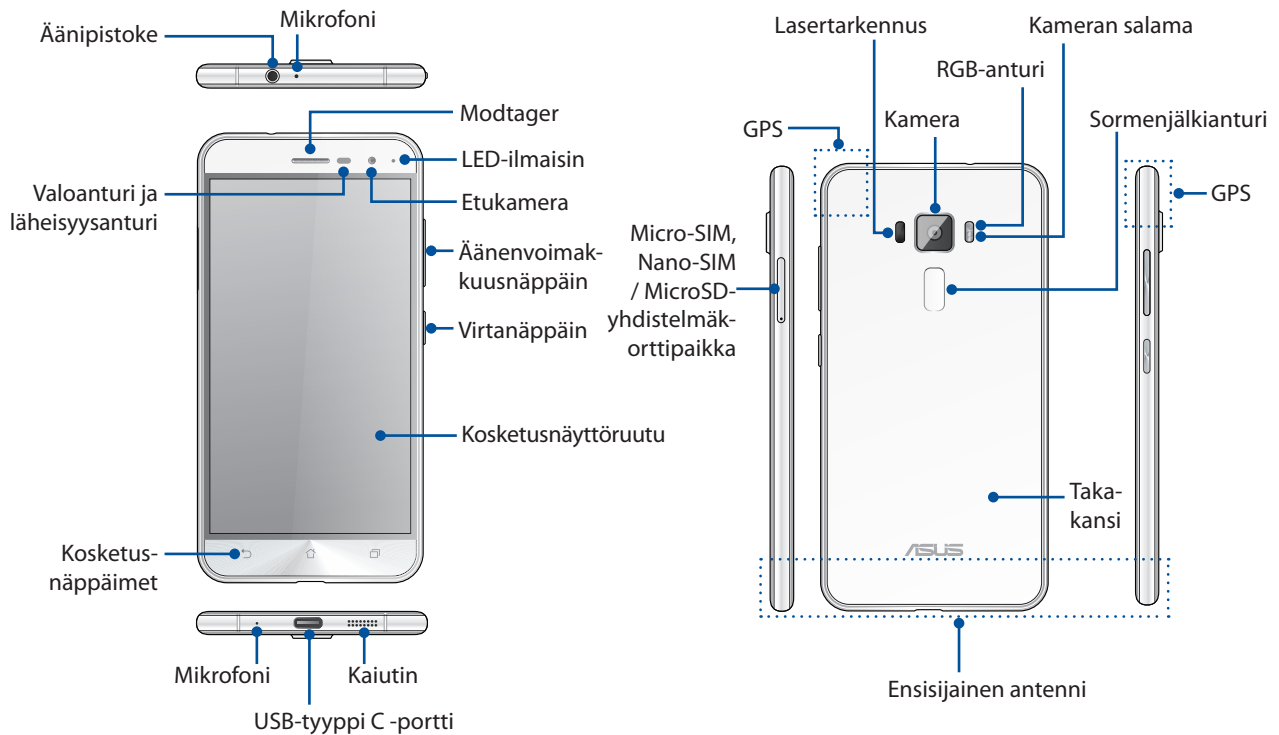 Mikrofoni
Äänipistoke
Modtager
LED-ilmaisin
Valoanturi ja
läheisyysanturi
Etukamera
Äänenvoimak-
kuusnäppäin
Virtanäppäin
Kosketusnäyttöruutu
Kosketus-
näppäimet
Mikrofoni
Kaiutin
USB-tyyppi C -portti
Lasertarkennus
Kameran salama
RGB-anturi
GPS
Kamera
Sormenjälkianturi
GPS
Micro-SIM,
Nano-SIM
/ MicroSD-
yhdistelmäk-
orttipaikka
Taka-
kansi
ASUS
Ensisijainen antenni